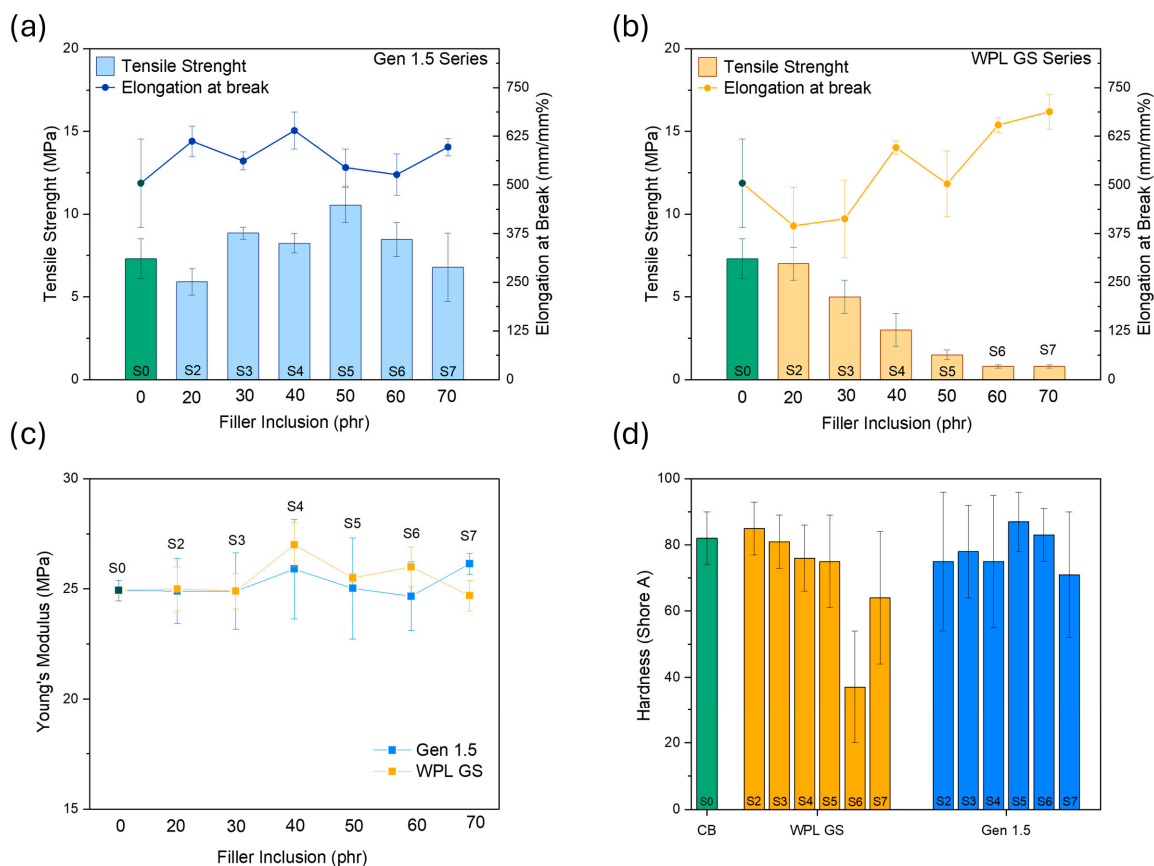 (a)
Gen 1.5 Series
Tensile Strenght
Elongation at break
Tensile Strenght (MPa)
20
15
10
5
0
Elongation at Break (mm/mm%)
750
625
500
375
250
125
0
S0 S2 S3 S4 S5 S6 S7
0 20 30 40 50 60 70
Filler Inclusion (phr)
(b)
WPL GS Series
Tensile Strenght
Elongation at break
Tensile Strenght (MPa)
20
15
10
5
0
Elongation at Break (mm/mm%)
750
625
500
375
250
125
0
S0 S2 S3 S4 S5 S6 S7
0 20 30 40 50 60 70
Filler Inclusion (phr)
(c)
Young's Modulus (MPa)
30
25
20
15
S0 S2 S3 S4 S5 S6 S7
Gen 1.5
WPL GS
0 20 30 40 50 60 70
Filler Inclusion (phr)
(d)
Hardness (Shore A)
100
80
60
40
20
0
S0 S2 S3 S4 S5 S6 S7 S2 S3 S4 S5 S6 S7
CB WPL GS Gen 1.5